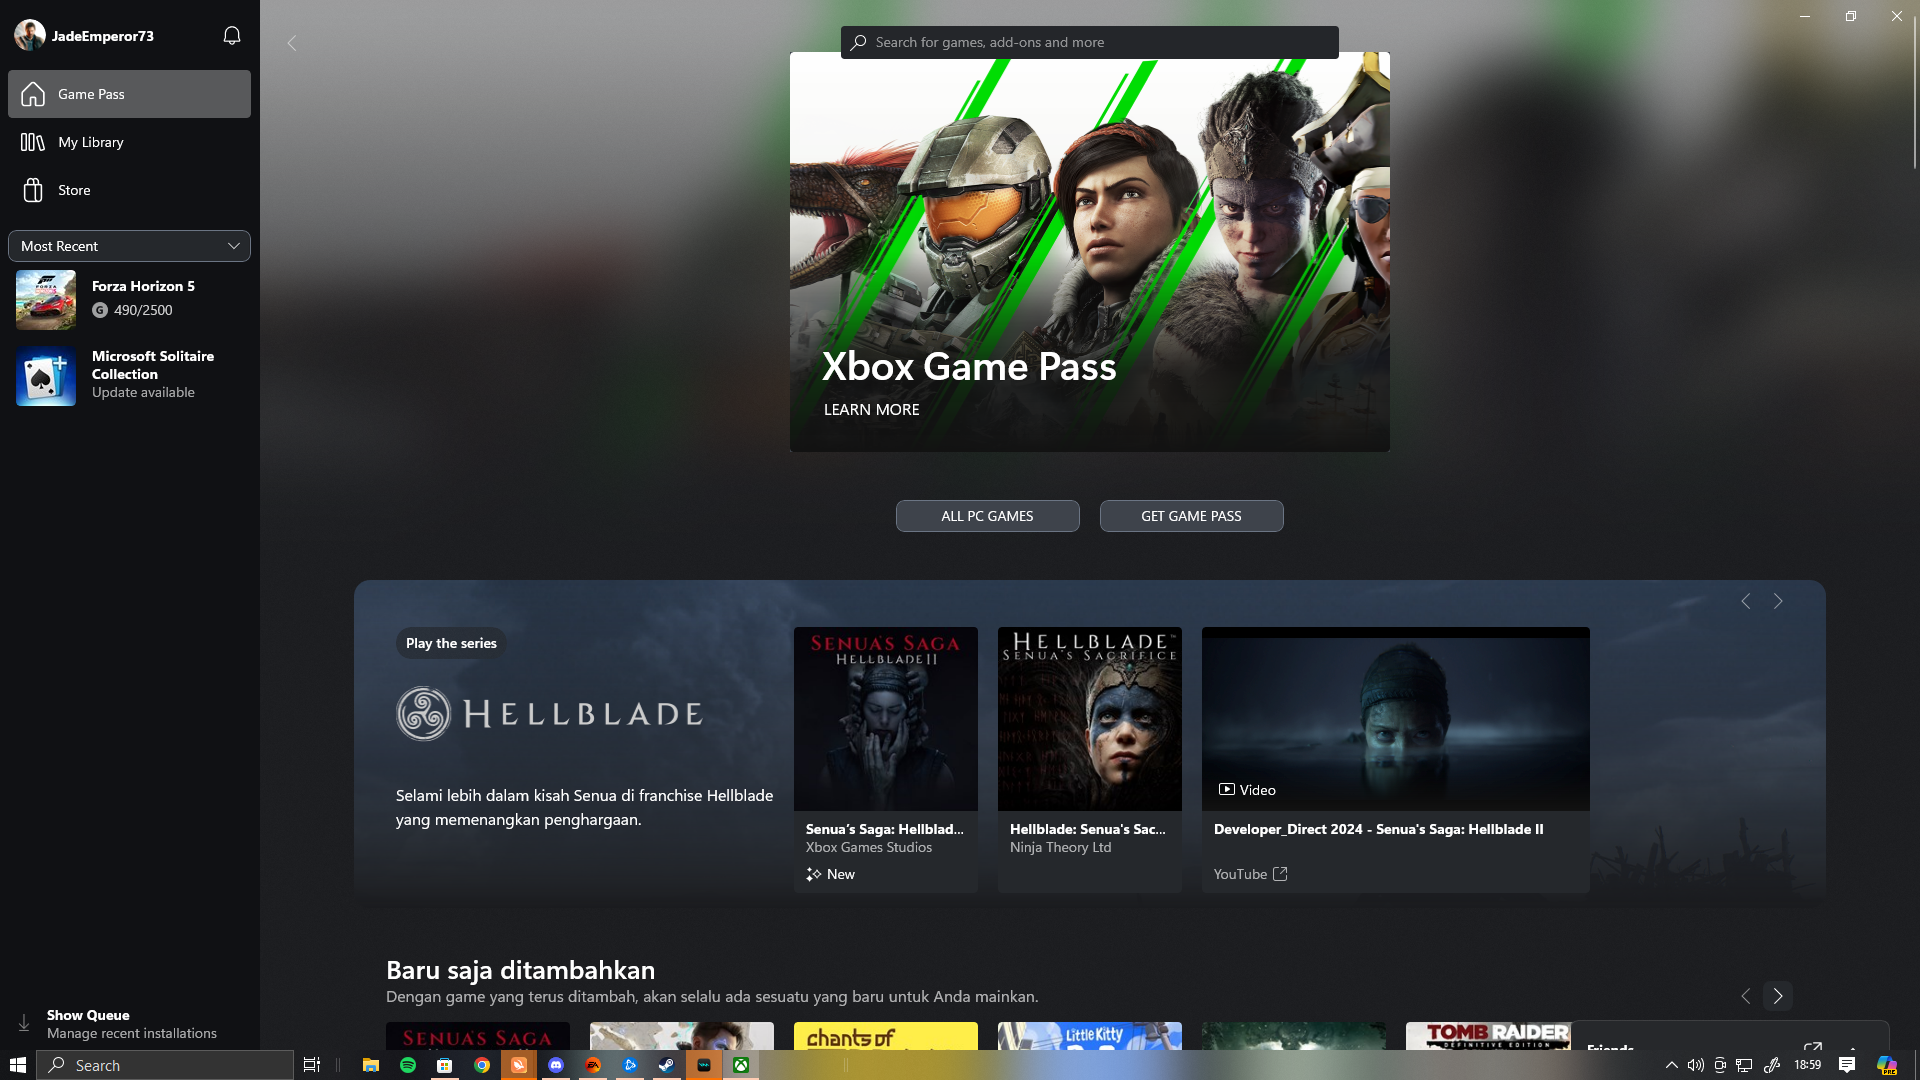 JadeEmperor73
Search for games, add-ons and more
Game Pass
My Library
Store
Most Recent
FORZA
Forza Horizon 5
G 490/2500
Microsoft Solitaire
Collection
Update available
Xbox Game Pass
LEARN MORE
ALL PC GAMES
GET GAME PASS
Play the series
HELLBLADE
Selami lebih dalam kisah Senua di franchise Hellblade
yang memenangkan penghargaan.
SENUA'S SAGA
HELLBLADE II
Senua’s Saga: Hellblad...
Xbox Games Studios
New
HELLBLADE™
SENUA'S SACRIFICE
Hellblade: Senua's Sac...
Ninja Theory Ltd
Video
Developer_Direct 2024 - Senua's Saga: Hellblade II
YouTube
Baru saja ditambahkan
Dengan game yang terus ditambah, akan selalu ada sesuatu yang baru untuk Anda mainkan.
SENUA'S SAGA
chants of
Little Kitty
TOMB RAIDER
DEFINITIVE EDITION
Friends
Show Queue
Manage recent installations
Search
EA
18:59
PRE